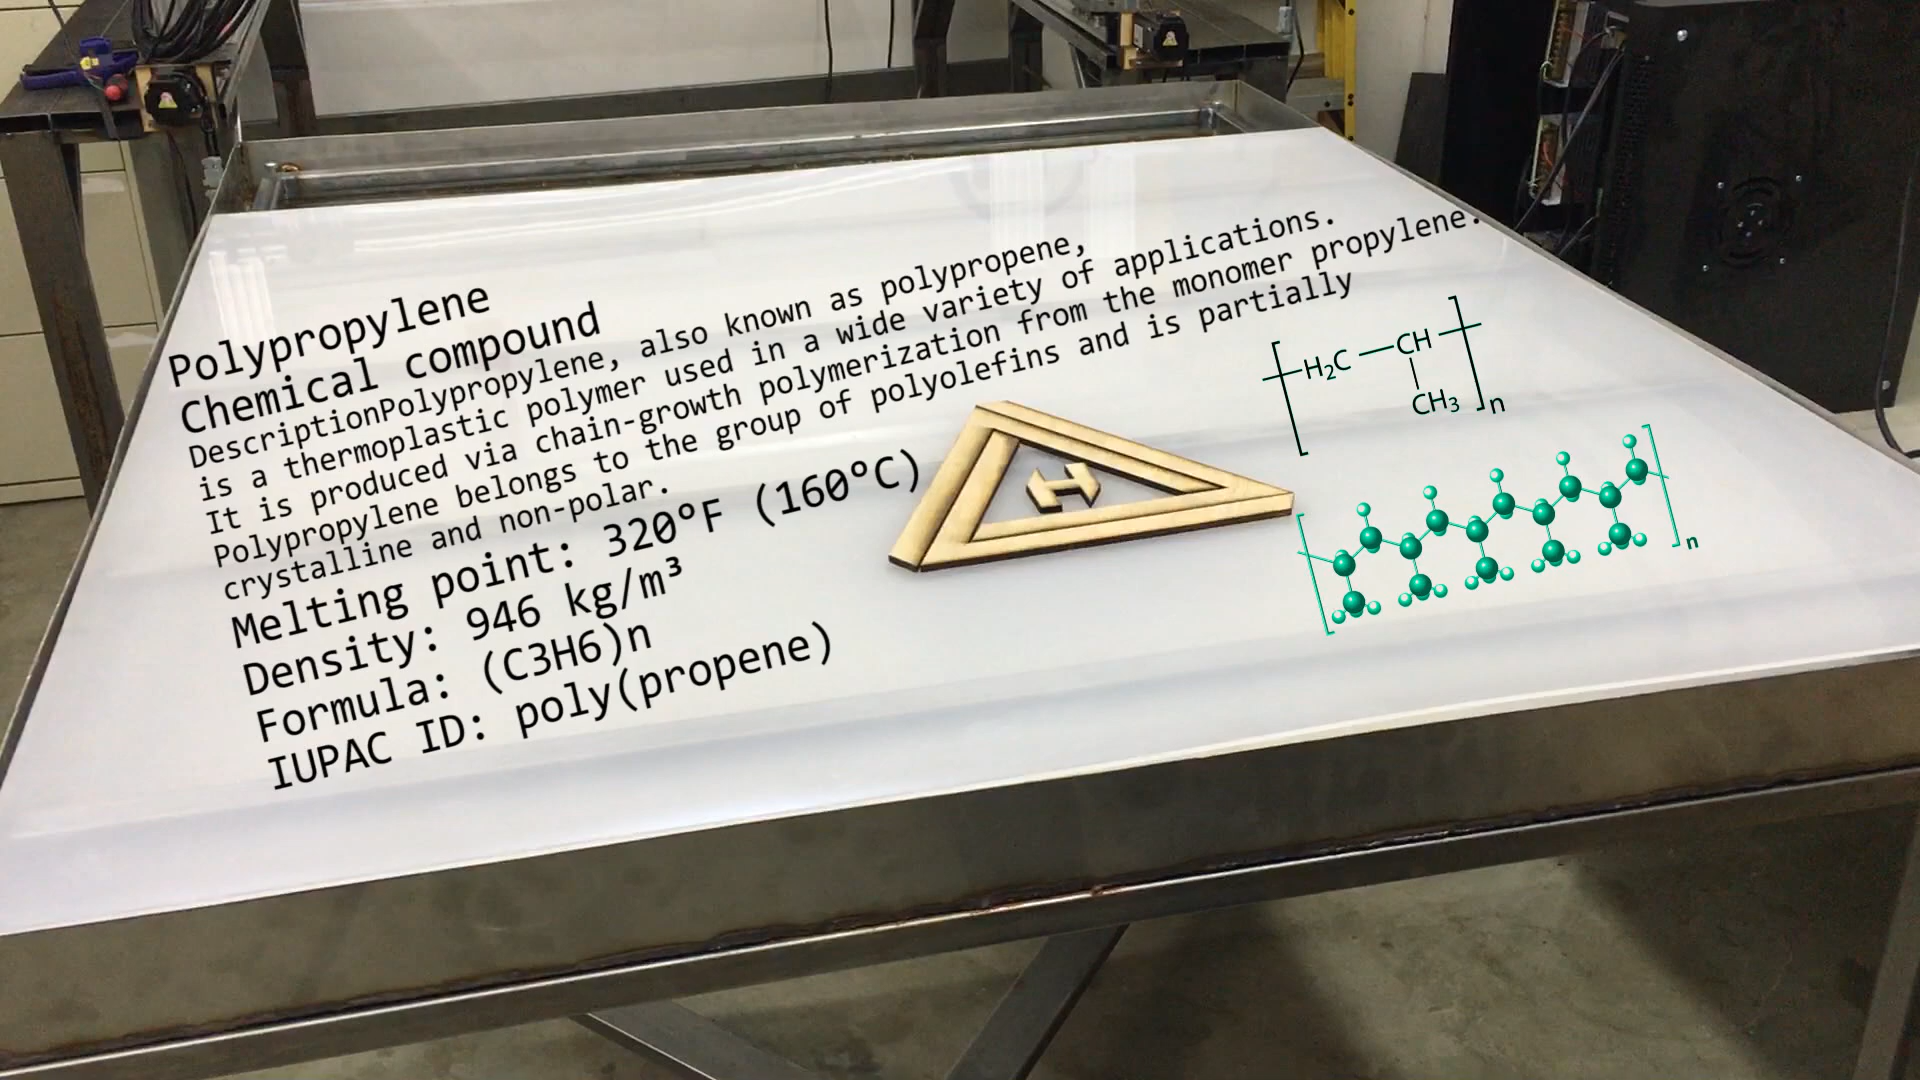 Polypropylene
Chemical compound
DescriptionPolypropylene, also known as polypropene,
is a thermoplastic polymer used in a wide variety of applications.
It is produced via chain-growth polymerization from the monomer propylene.
Polypropylene belongs to the group of polyolefins and is partially
crystalline and non-polar.
Melting point: 320°F (160°C)
Density: 946 kg/m³
Formula: (C3H6)n
IUPAC ID: poly(propene)
H
H₂C — CH
CH₃
n
n